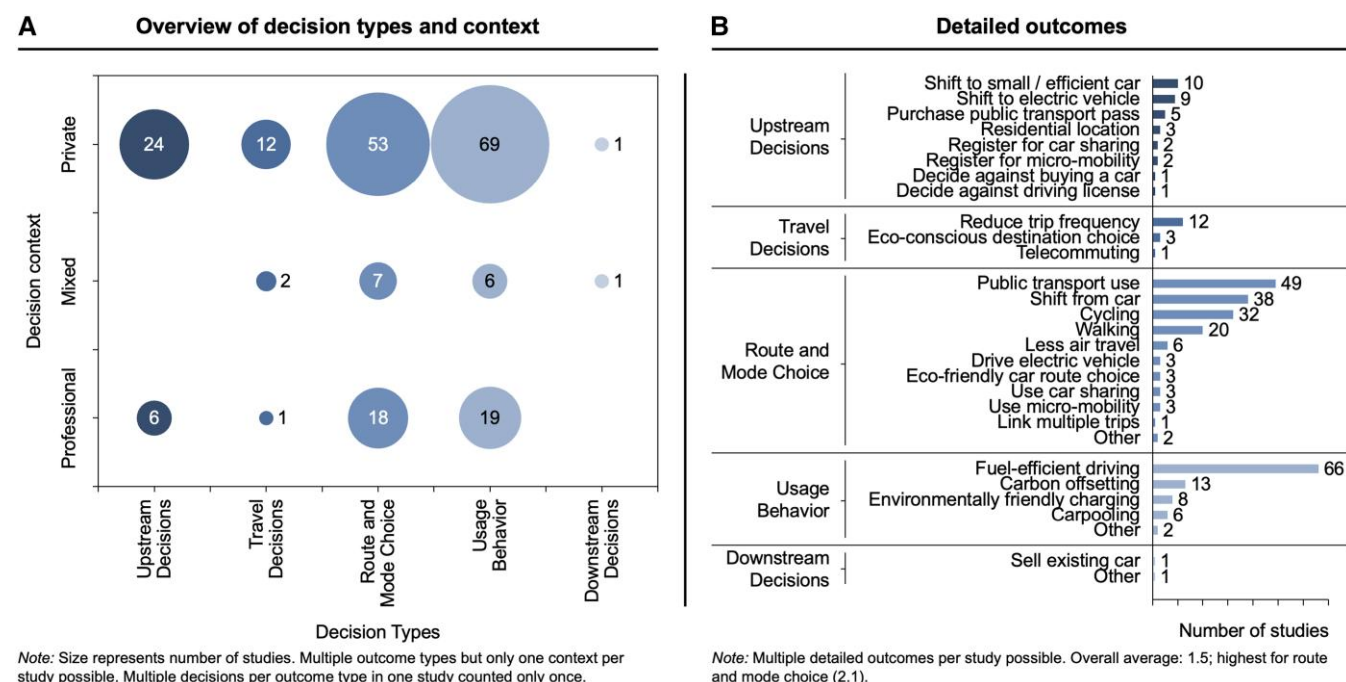 A
Overview of decision types and context
Decision context
Private
24
12
53
69
1
Mixed
2
7
6
1
Professional
6
1
18
19
Upstream
Decisions
Travel
Decisions
Route and
Mode Choice
Usage
Behavior
Downstream
Decisions
Decision Types
Note: Size represents number of studies. Multiple outcome types but only one context per
study possible. Multiple decisions per outcome type in one study counted only once.
B
Detailed outcomes
Upstream
Decisions
Shift to small / efficient car 10
Shift to electric vehicle 9
Purchase public transport pass 5
Residential location 3
Register for car sharing 2
Register for micro-mobility 2
Decide against buying a car 1
Decide against driving license 1
Travel
Decisions
Reduce trip frequency 12
Eco-conscious destination choice 3
Telecommuting 1
Route and
Mode Choice
Public transport use 49
Shift from car 38
Cycling 32
Walking 20
Less air travel 6
Drive electric vehicle 3
Eco-friendly car route choice 3
Use car sharing 3
Use micro-mobility 3
Link multiple trips 1
Other 2
Usage
Behavior
Fuel-efficient driving 66
Carbon offsetting 13
Environmentally friendly charging 8
Carpooling 6
Other 2
Downstream
Decisions
Sell existing car 1
Other 1
Number of studies
Note: Multiple detailed outcomes per study possible. Overall average: 1.5; highest for route
and mode choice (2.1).